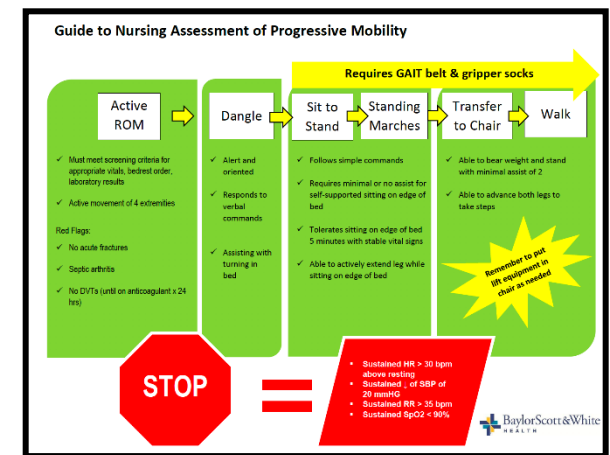 Guide to Nursing Assessment of Progressive Mobility
Requires GAIT belt & gripper socks
Active
ROM
Dangle
Sit to
Stand
Standing
Marches
Transfer
to Chair
Walk
✓ Must meet screening criteria for
appropriate vitals, bedrest order,
laboratory results
✓ Active movement of 4 extremities
Red Flags:
✓ No acute fractures
✓ Septic arthritis
✓ No DVTs (until on anticoagulant x 24
hrs)
✓ Alert and
oriented
✓ Responds to
verbal
commands
✓ Assisting with
turning in
bed
✓ Follows simple commands
✓ Requires minimal or no assist for
self-supported sitting on edge of
bed
✓ Tolerates sitting on edge of bed
5 minutes with stable vital signs
✓ Able to actively extend leg while
sitting on edge of bed
✓ Able to bear weight and stand
with minimal assist of 2
✓ Able to advance both legs to
take steps
Remember to put
lift equipment in
chair as needed
STOP
=
• Sustained HR > 30 bpm
above resting
• Sustained ↓ of SBP of
20 mmHG
• Sustained RR > 35 bpm
• Sustained SpO2 < 90%
BaylorScott&White
HEALTH